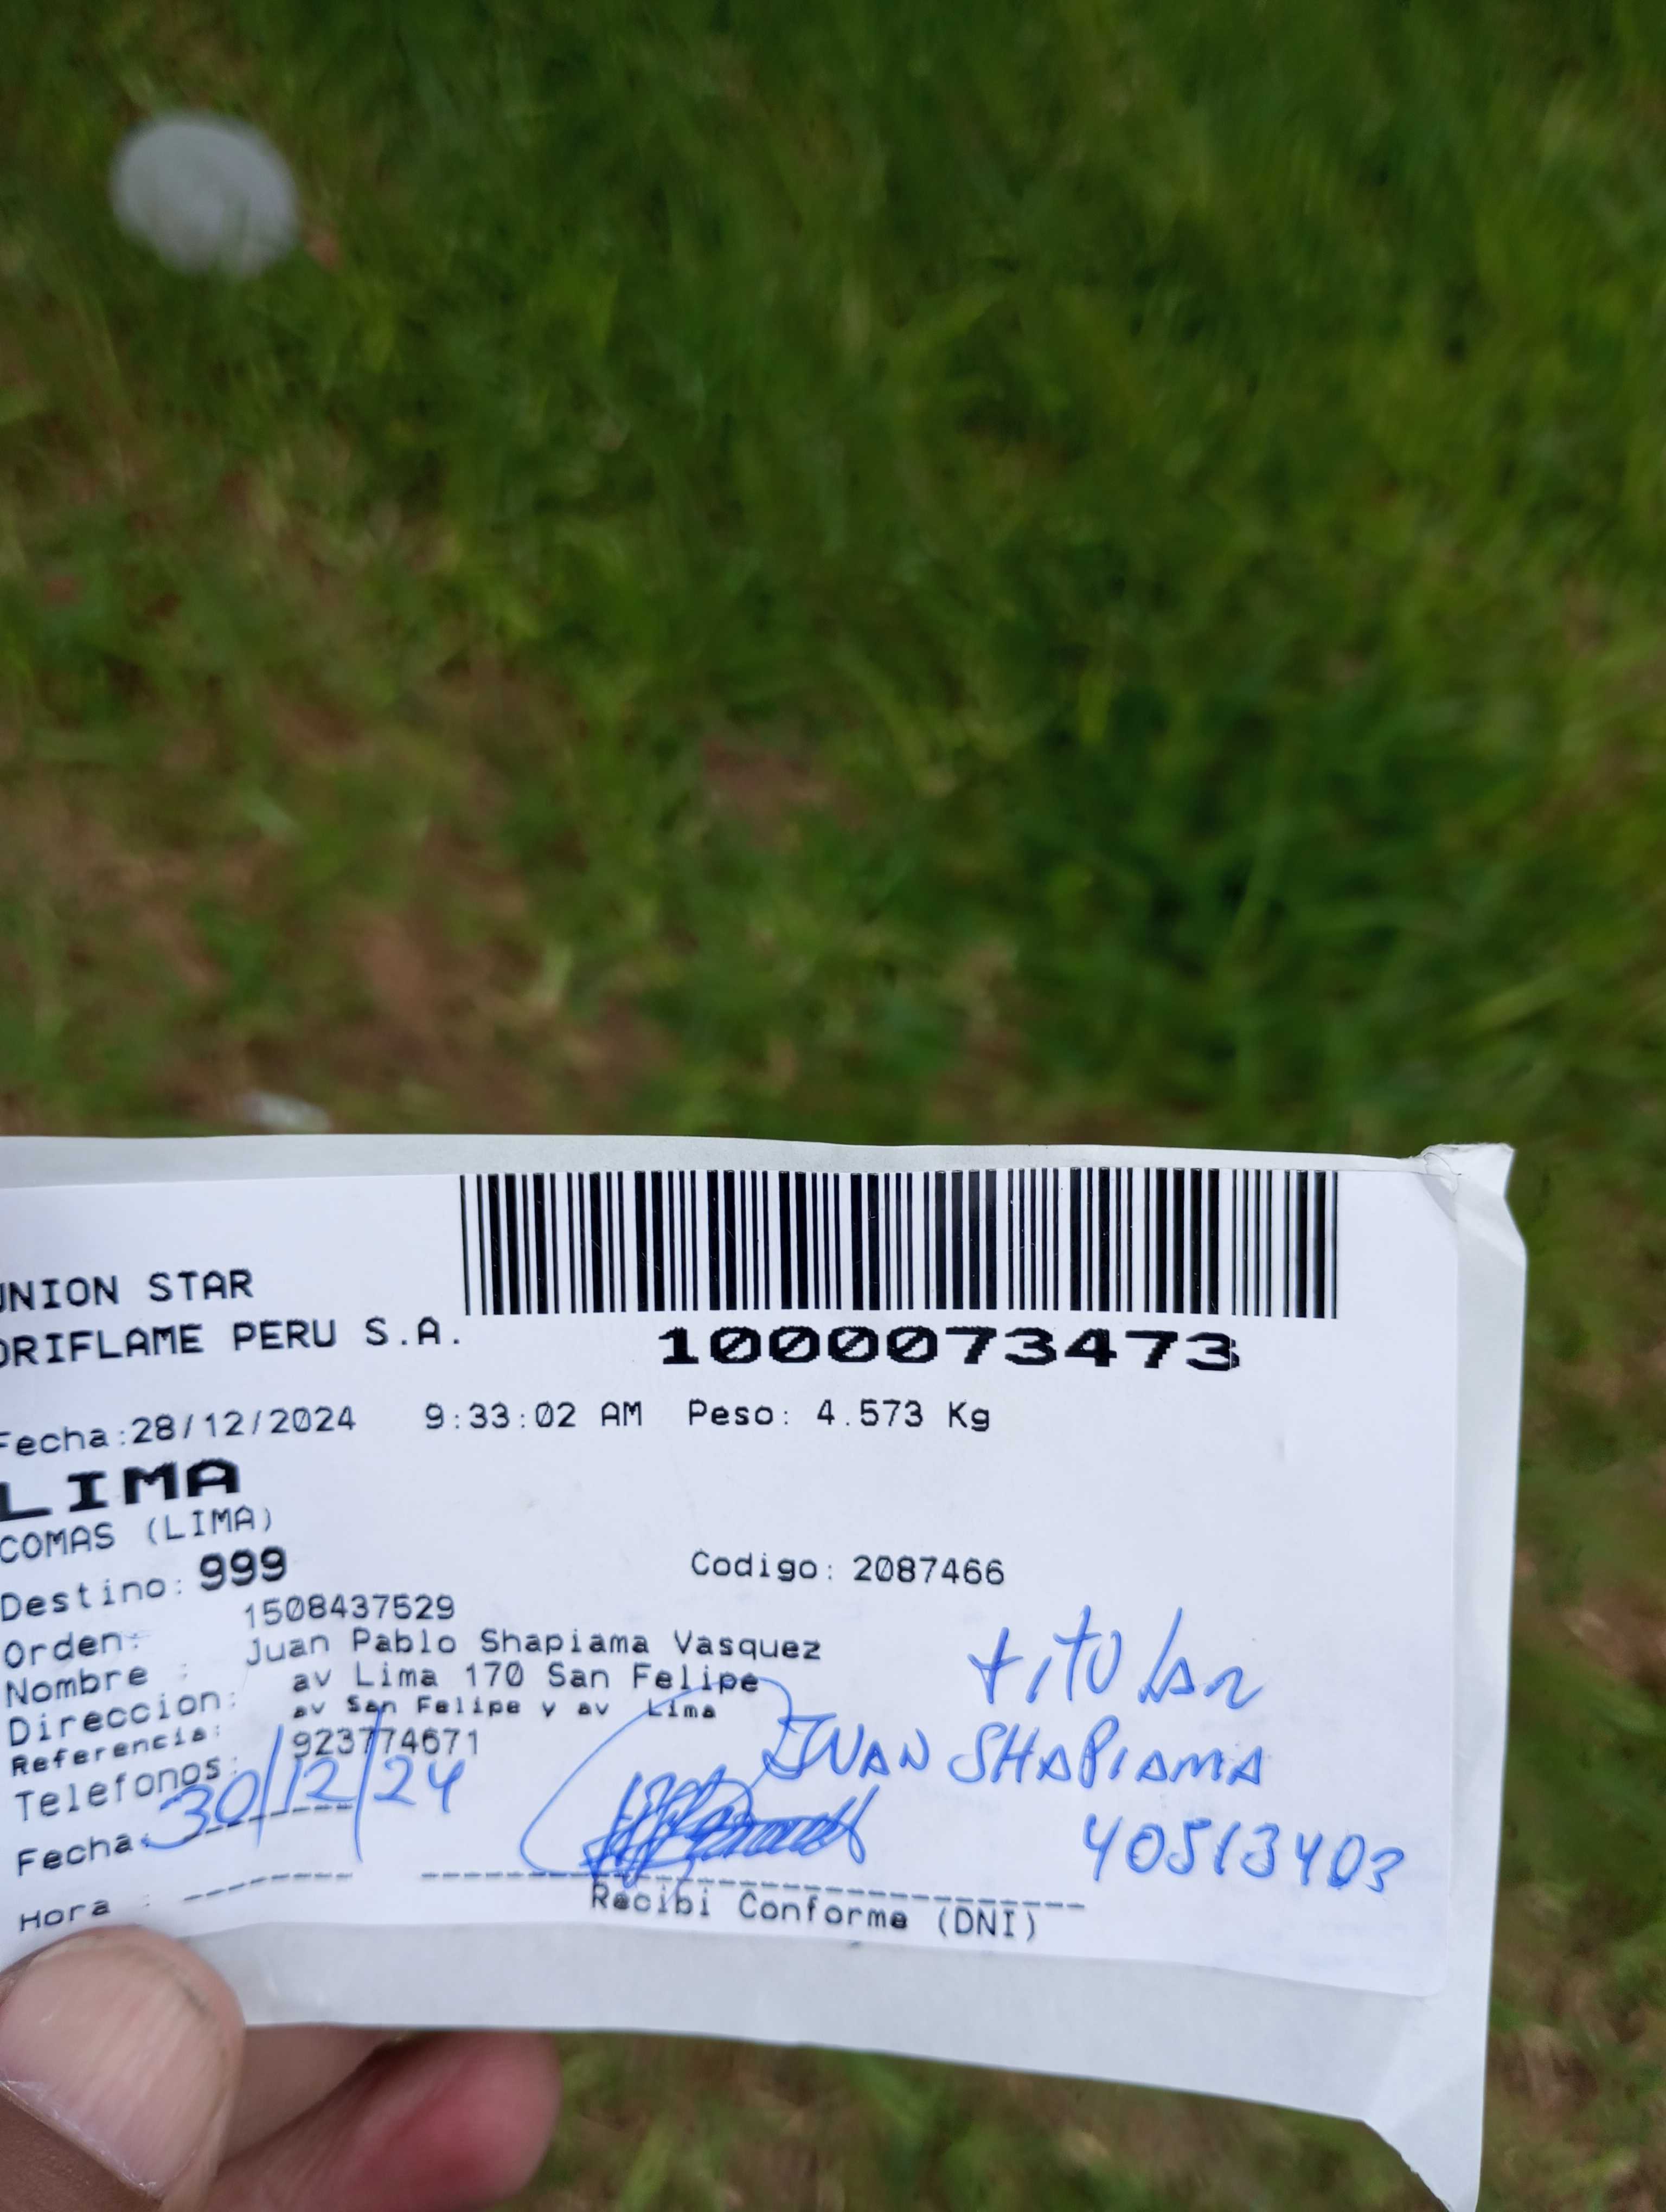 UNION STAR
ORIFLAME PERU S.A.
1000073473
Fecha:28/12/2024 9:33:02 AM Peso: 4.573 Kg
LIMA
COMAS (LIMA)
Destino: 999
Codigo: 2087466
Orden: 1508437529
Nombre : Juan Pablo Shapiama Vasquez
Direccion: av Lima 170 San Felipe
Referencia: av San Felipe y av Lima
Telefonos: 923774671
Fecha: 30/12/24
Hora :
Recibi Conforme (DNI)
titular
JUAN SHAPIAMA
40513403